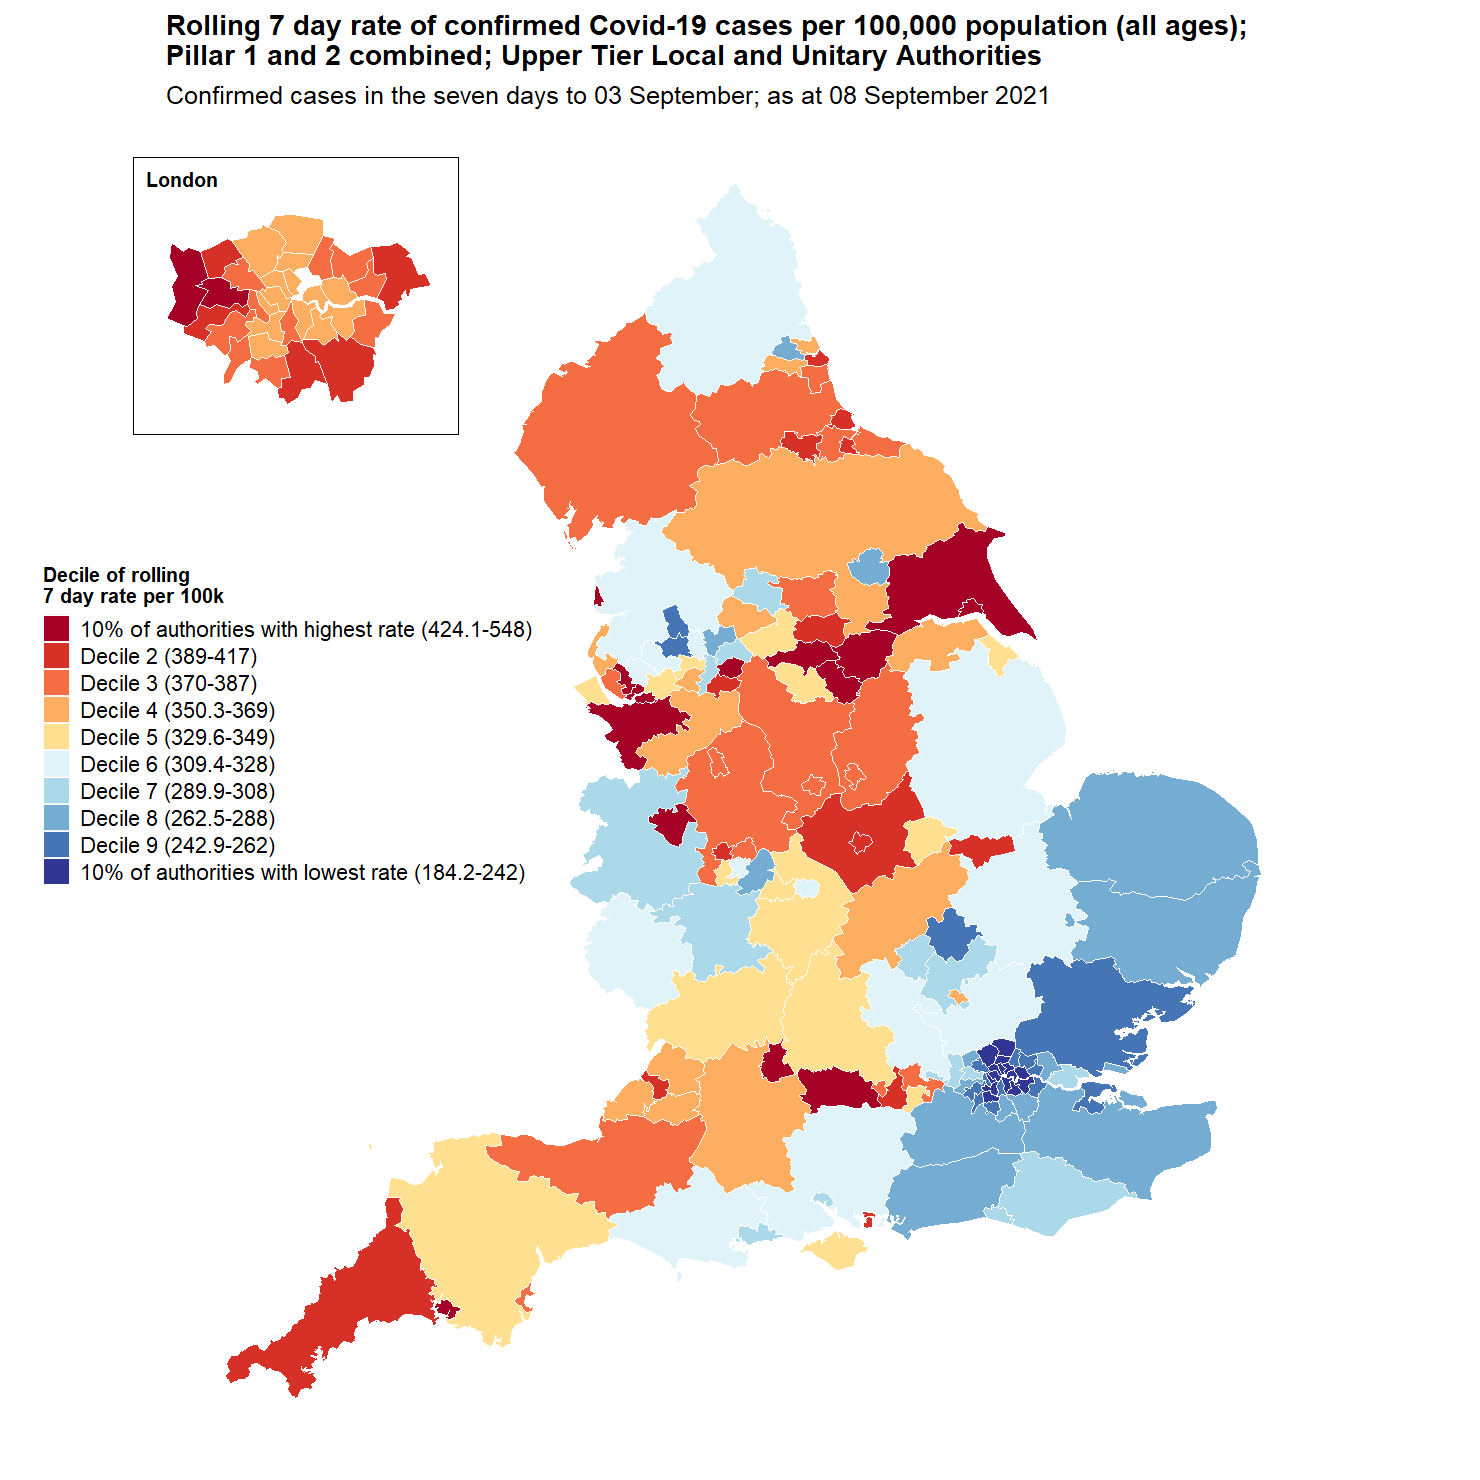 Rolling 7 day rate of confirmed Covid-19 cases per 100,000 population (all ages);
Pillar 1 and 2 combined; Upper Tier Local and Unitary Authorities
Confirmed cases in the seven days to 03 September; as at 08 September 2021
London
Decile of rolling
7 day rate per 100k
10% of authorities with highest rate (424.1-548)
Decile 2 (389-417)
Decile 3 (370-387)
Decile 4 (350.3-369)
Decile 5 (329.6-349)
Decile 6 (309.4-328)
Decile 7 (289.9-308)
Decile 8 (262.5-288)
Decile 9 (242.9-262)
10% of authorities with lowest rate (184.2-242)